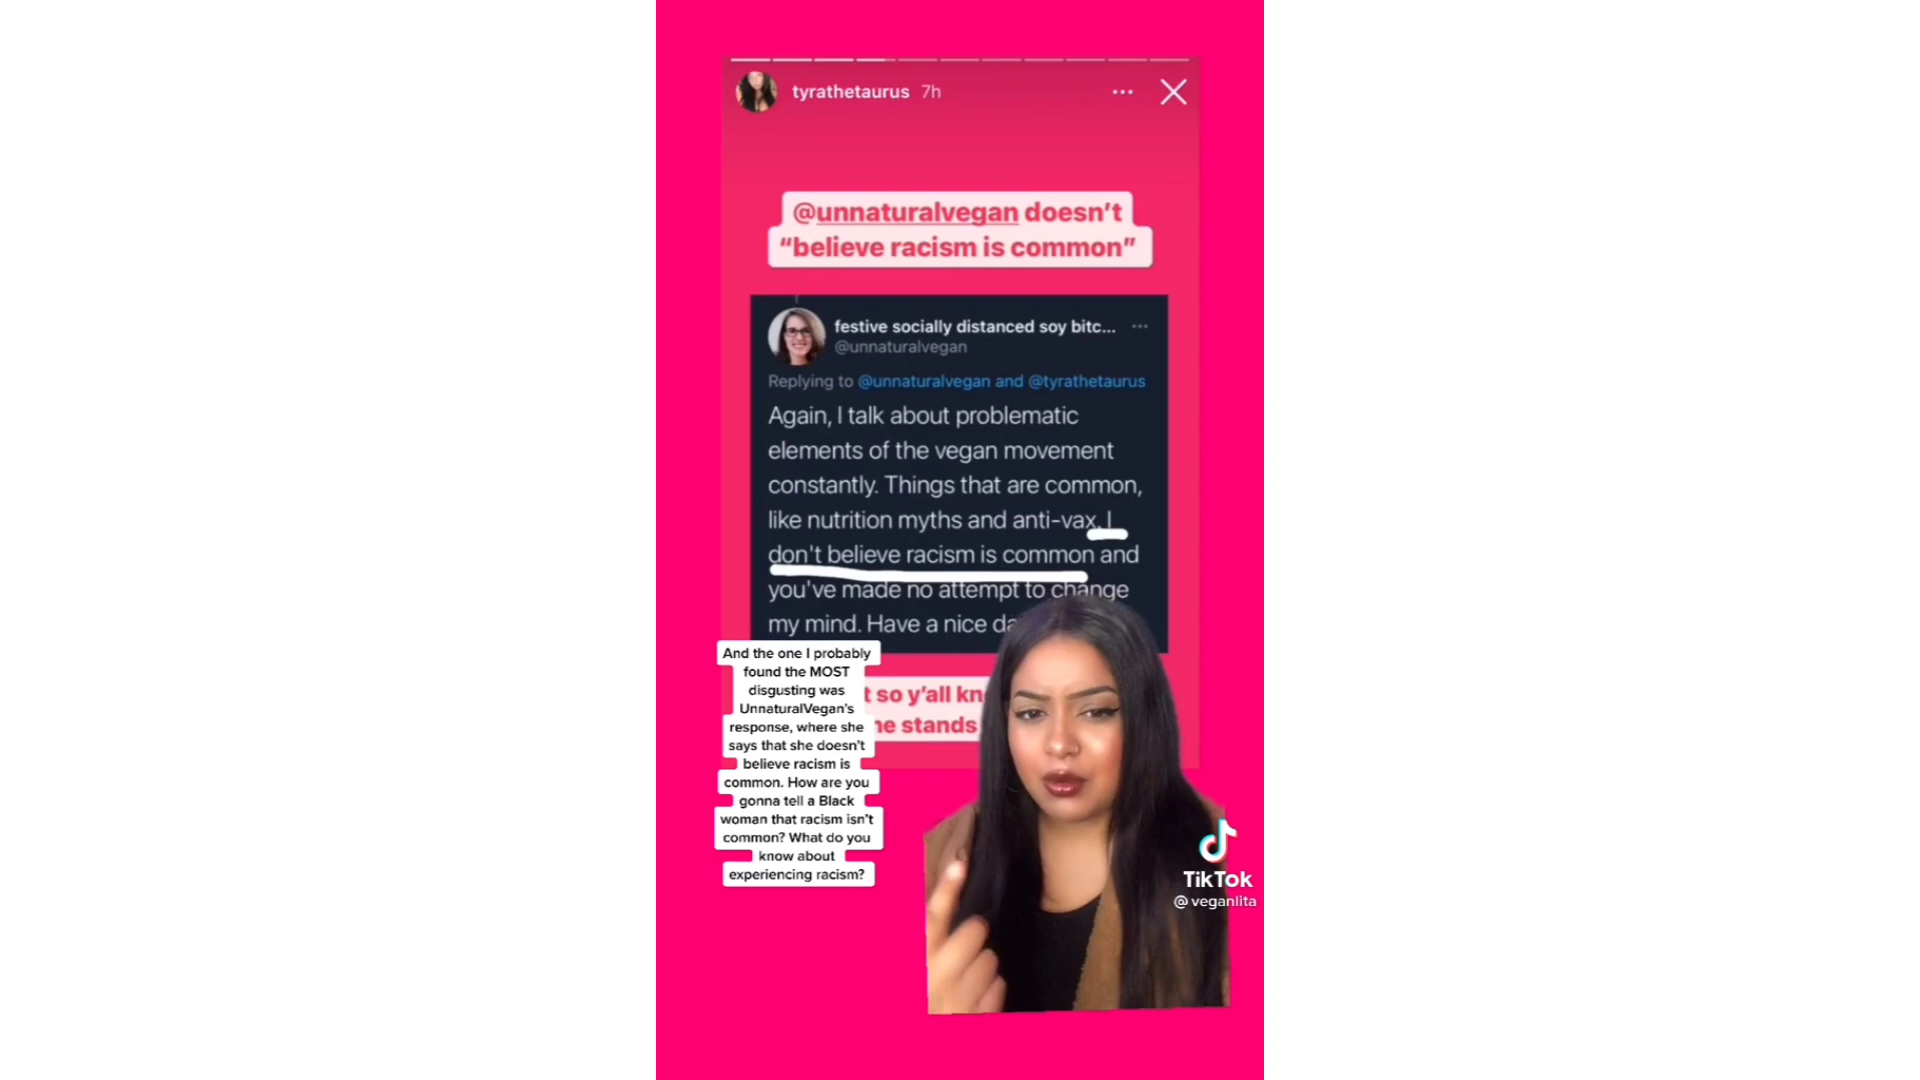 tyrathetaurus 7h
@unnaturalvegan doesn't
“believe racism is common”
festive socially distanced soy bitc...
@unnaturalvegan
Replying to @unnaturalvegan and @tyrathetaurus
Again, I talk about problematic
elements of the vegan movement
constantly. Things that are common,
like nutrition myths and anti-vax. I
don't believe racism is common and
you've made no attempt to change
my mind. Have a nice
so y'all
stands
And the one I probably
found the MOST
disgusting was
UnnaturalVegan's
response, where she
says that she doesn't
believe racism is
common. How are you
gonna tell a Black
woman that racism isn't
common? What do you
know about
experiencing racism?
TikTok
@veganlita